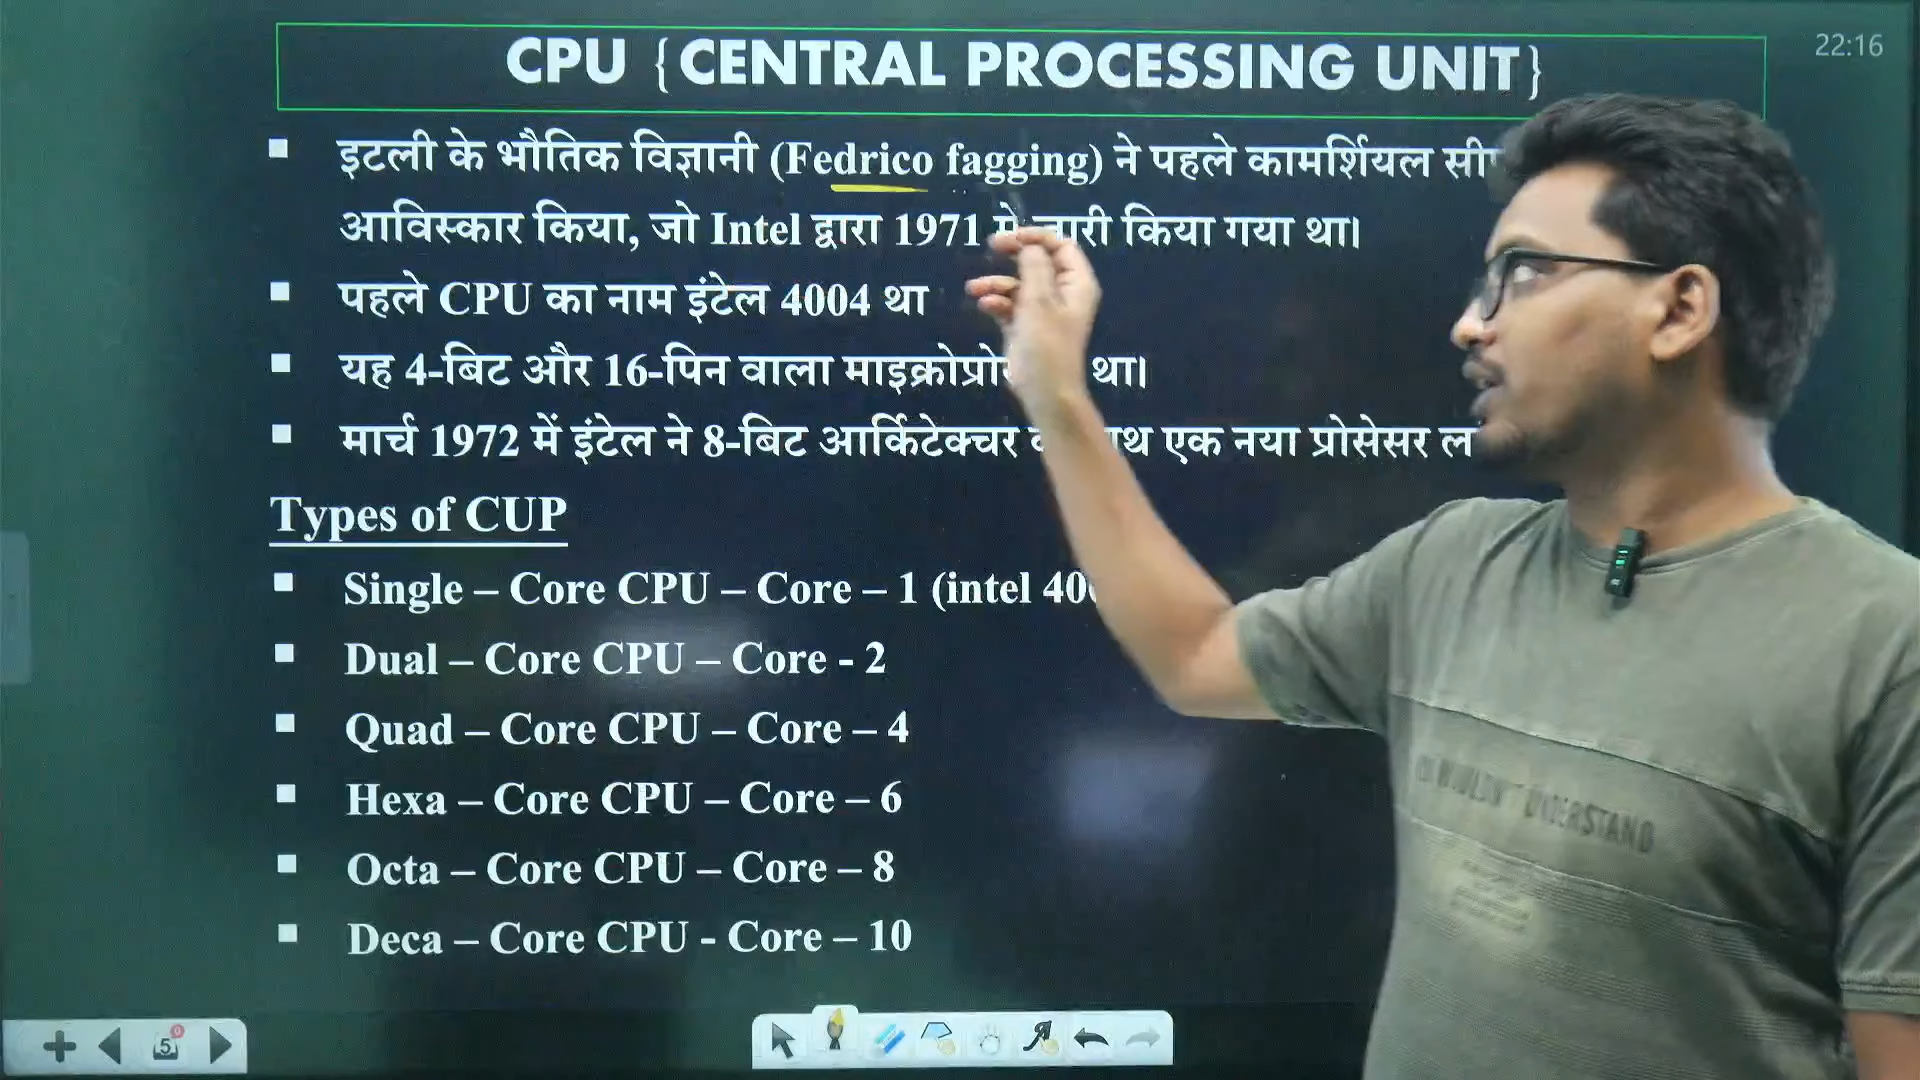 CPU {CENTRAL PROCESSING UNIT}
22:16
▪ इटली के भौतिक विज्ञानी (Fedrico fagging) ने पहले कामर्शियल
आविस्कार किया, जो Intel द्वारा 1971 मे जारी किया गया था।
▪ पहले CPU का नाम इंटेल 4004 था
▪ यह 4-बिट और 16-पिन वाला था।
▪ मार्च 1972 में इंटेल ने 8-बिट आर्किटेक्चर एक नया प्रोसेसर
Types of CUP
▪ Single – Core CPU – Core – 1 (intel
▪ Dual – Core CPU – Core - 2
▪ Quad – Core CPU – Core – 4
▪ Hexa – Core CPU – Core – 6
▪ Octa – Core CPU – Core – 8
▪ Deca – Core CPU - Core – 10
UNDERSTAND
5